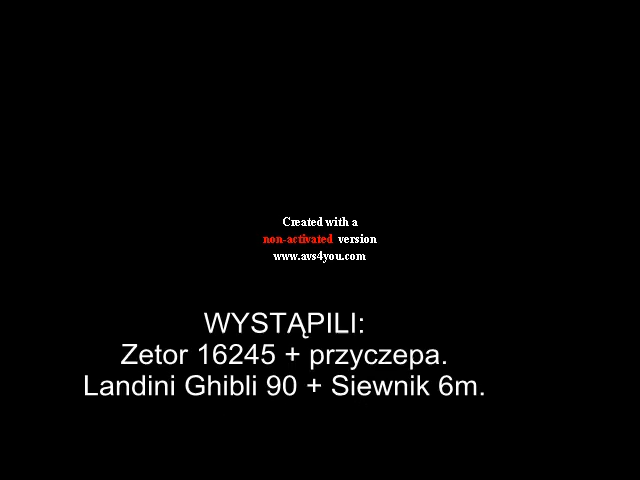 Created with a
non-activated version
www.avs4you.com
WYSTĄPILI:
Zetor 16245 + przyczepa.
Landini Ghibli 90 + Siewnik 6m.